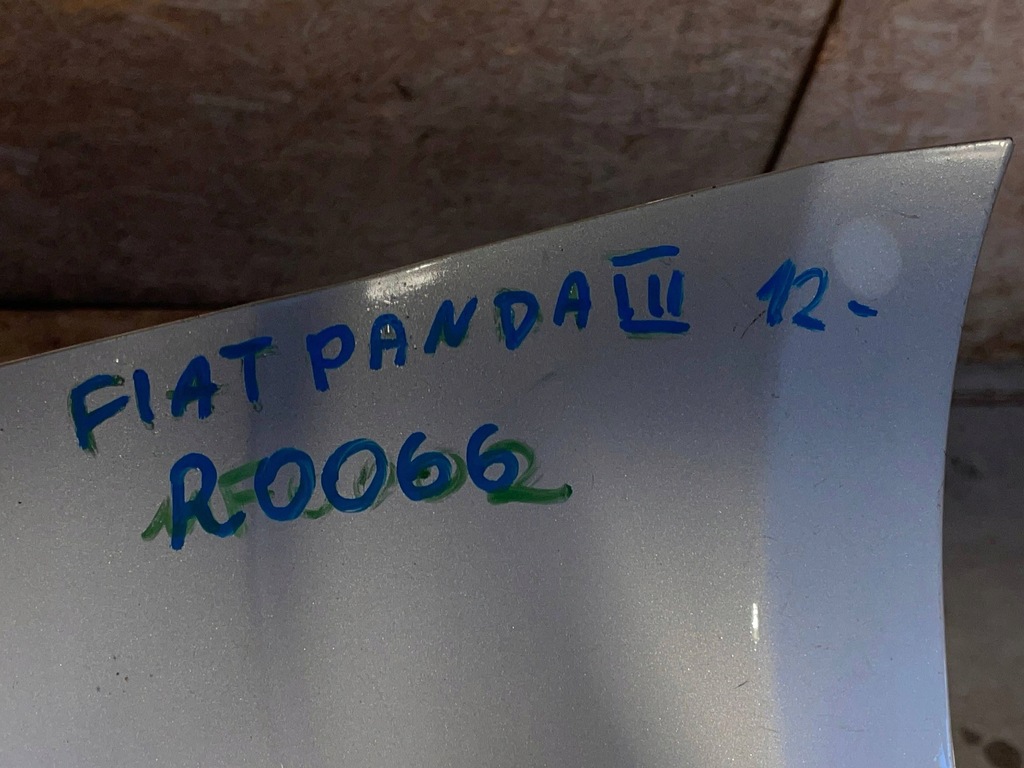 FIAT PANDA III 12-
R0066